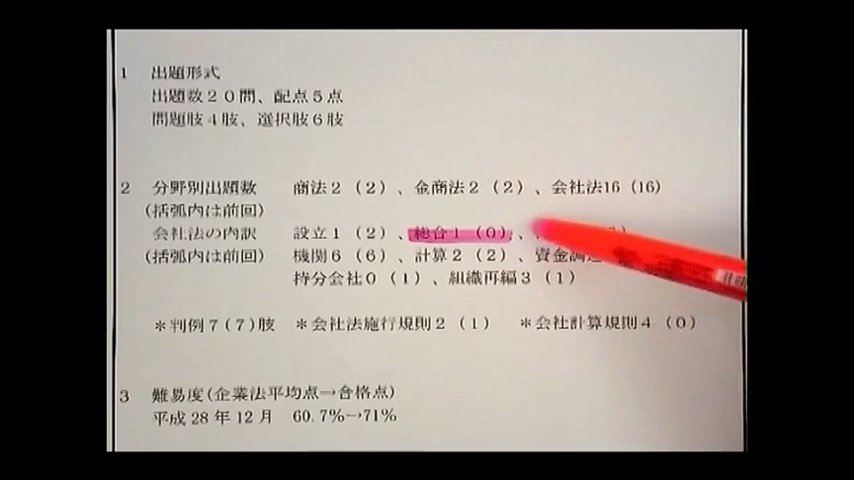 1 出題形式
出題数20問、配点5点
問題肢4肢、選択肢6肢
2 分野別出題数 商法2(2)、金商法2(2)、会社法16(16)
(括弧内は前回)
会社法の内訳 設立1(2)、総合1(0)、
(括弧内は前回) 機関6(6)、計算2(2)、資金調達
持分会社0(1)、組織再編3(1)
*判例7(7)肢 *会社法施行規則2(1) *会社計算規則4(0)
3 難易度(企業法平均点→合格点)
平成28年12月 60.7%→71%